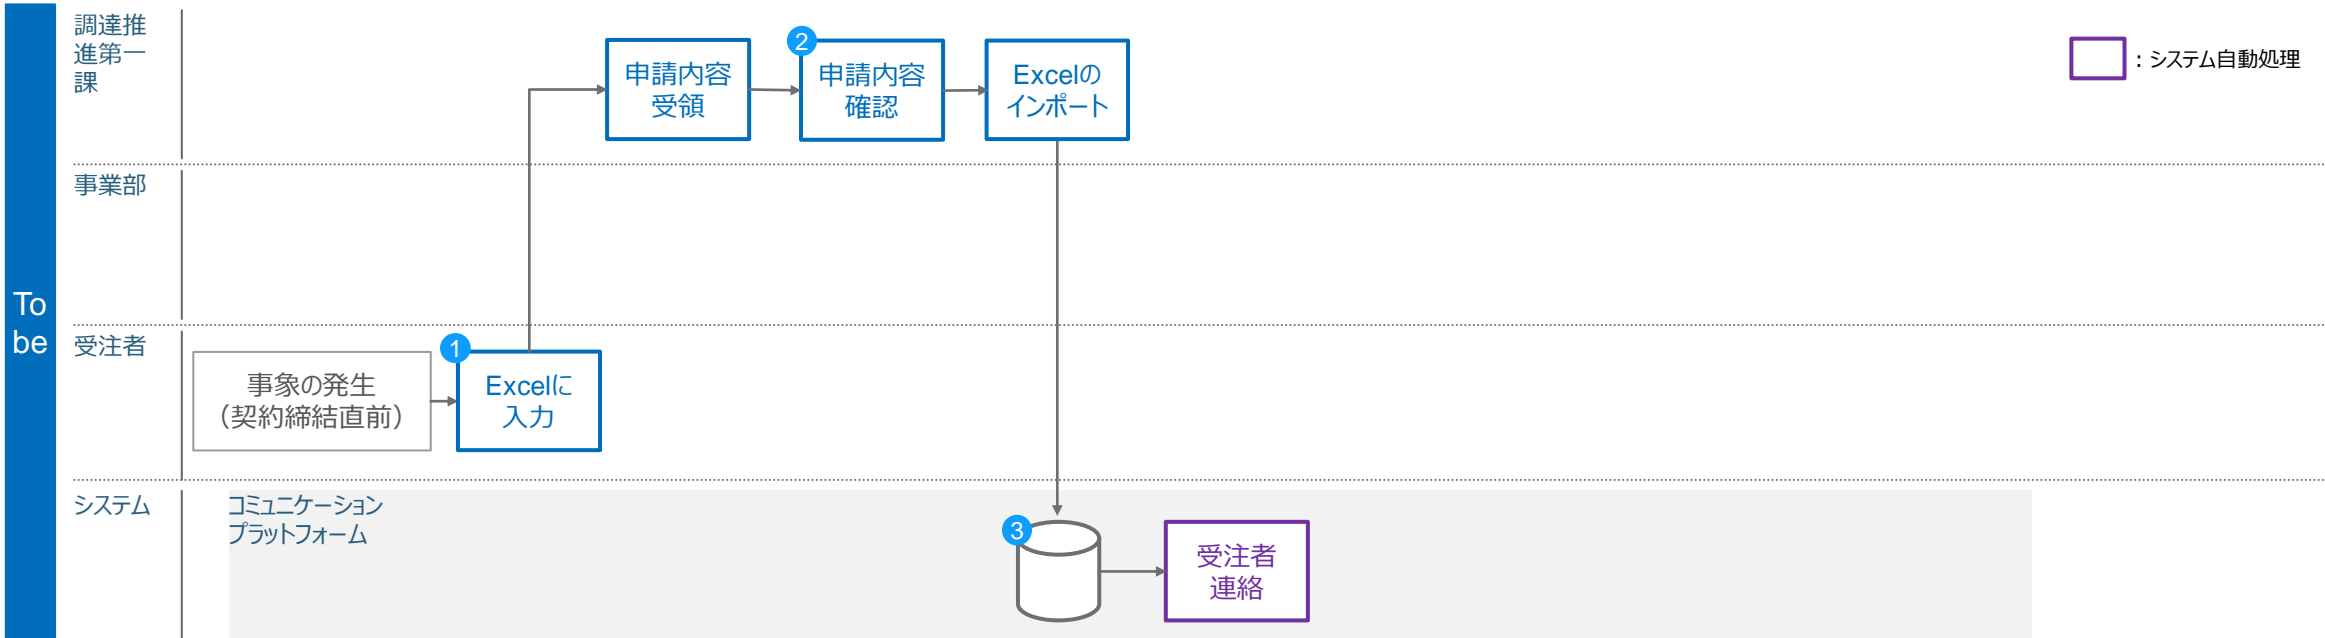 To
be
調達推
進第一
課
2
申請内容
受領
申請内容
確認
Excelの
インポート
：システム自動処理
事業部
受注者
1
事象の発生
（契約締結直前）
Excelに
入力
システム
コミュニケーション
プラットフォーム
3
受注者
連絡